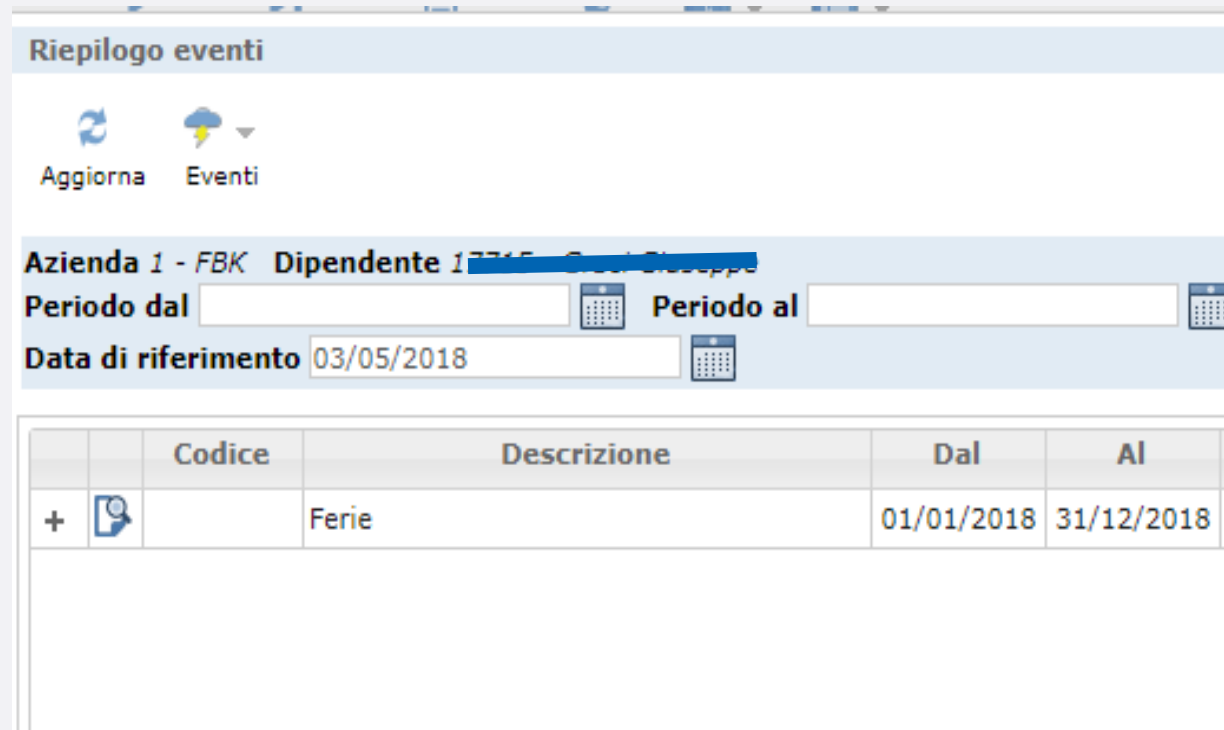 Riepilogo eventi
Aggiorna Eventi
Azienda 1 - FBK Dipendente
Periodo dal Periodo al
Data di riferimento 03/05/2018
Codice Descrizione Dal Al
+ Ferie 01/01/2018 31/12/2018